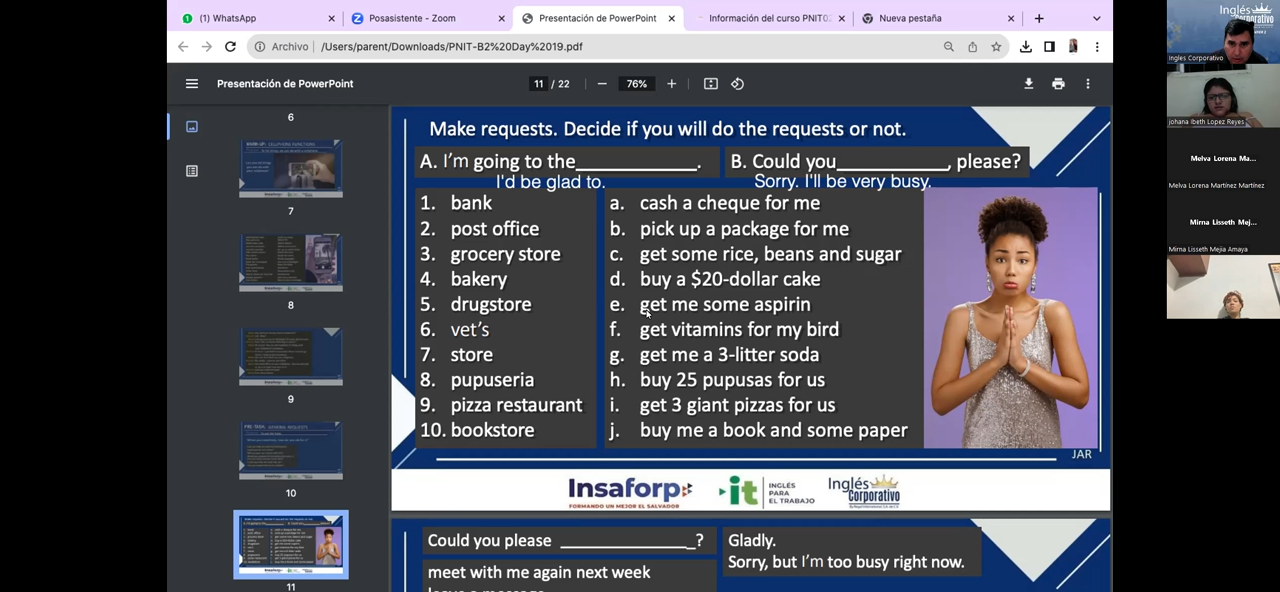 (1) WhatsApp
Posasistente - Zoom
Presentación de PowerPoint
Información del curso PNIT02
Nueva pestaña
Archivo
/Users/parent/Downloads/PNIT-B2%20Day%2019.pdf
Presentación de PowerPoint
11 / 22
76%
6
7
8
9
10
11
Make requests. Decide if you will do the requests or not.
A. I'm going to the____________.
B. Could you___________, please?
I'd be glad to.
Sorry. I'll be very busy.
1. bank
2. post office
3. grocery store
4. bakery
5. drugstore
6. vet's
7. store
8. pupuseria
9. pizza restaurant
10. bookstore
a. cash a cheque for me
b. pick up a package for me
c. get some rice, beans and sugar
d. buy a $20-dollar cake
e. get me some aspirin
f. get vitamins for my bird
g. get me a 3-litter soda
h. buy 25 pupusas for us
i. get 3 giant pizzas for us
j. buy me a book and some paper
JAR
Insaforp
FORMANDO UN MEJOR EL SALVADOR
it
INGLÉS
PARA
EL TRABAJO
Inglés
Corporativo
Could you please ________________?
meet with me again next week
Gladly.
Sorry, but I'm too busy right now.
Inglés
Corporativo
Ingles Corporativo
johana Ibeth Lopez Reyes
Melva Lorena Ma...
Melva Lorena Martínez Martínez
Mirna Lisseth Mej...
Mirna Lisseth Mejia Amaya